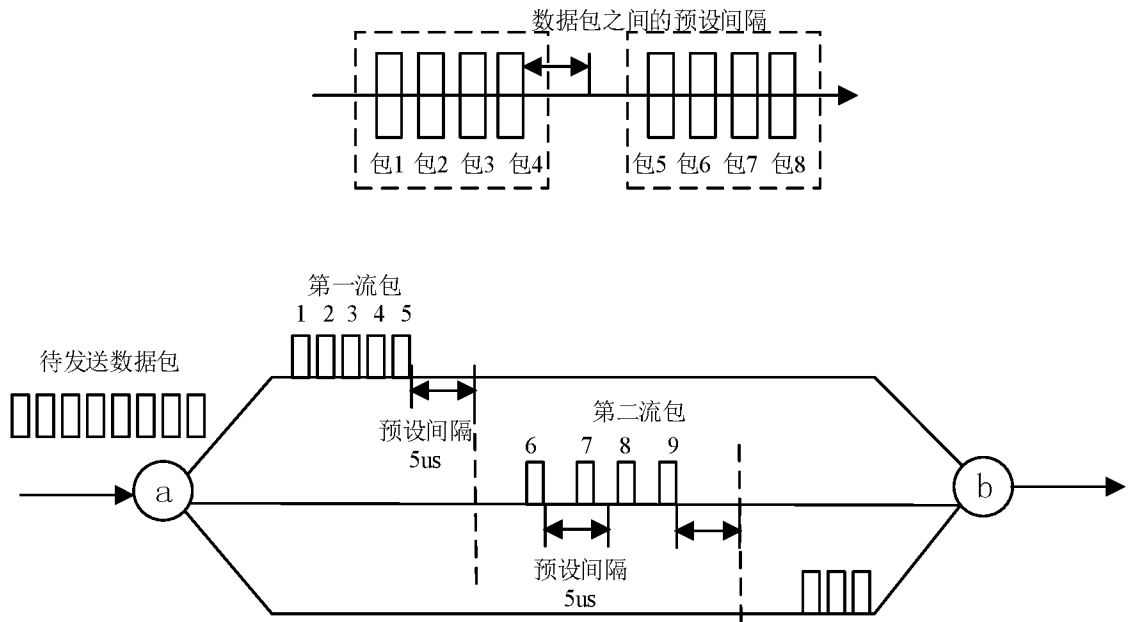 数据包之间的预设间隔
包1 包2 包3 包4 包5 包6 包7 包8
第一流包
1 2 3 4 5
待发送数据包
预设间隔
5us
第二流包
6 7 8 9
a
b
预设间隔
5us